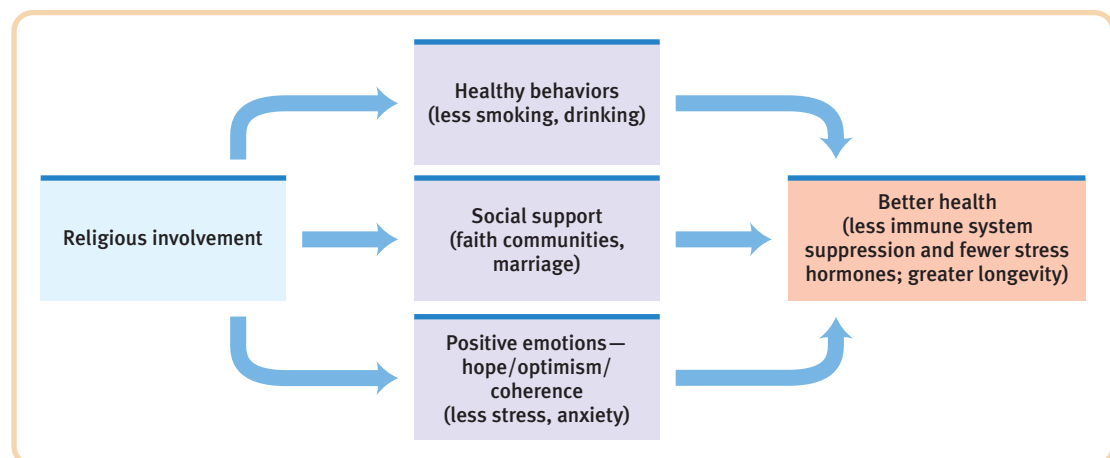 Healthy behaviors
(less smoking, drinking)
Religious involvement
Social support
(faith communities,
marriage)
Better health
(less immune system
suppression and fewer stress
hormones; greater longevity)
Positive emotions—
hope/optimism/
coherence
(less stress, anxiety)